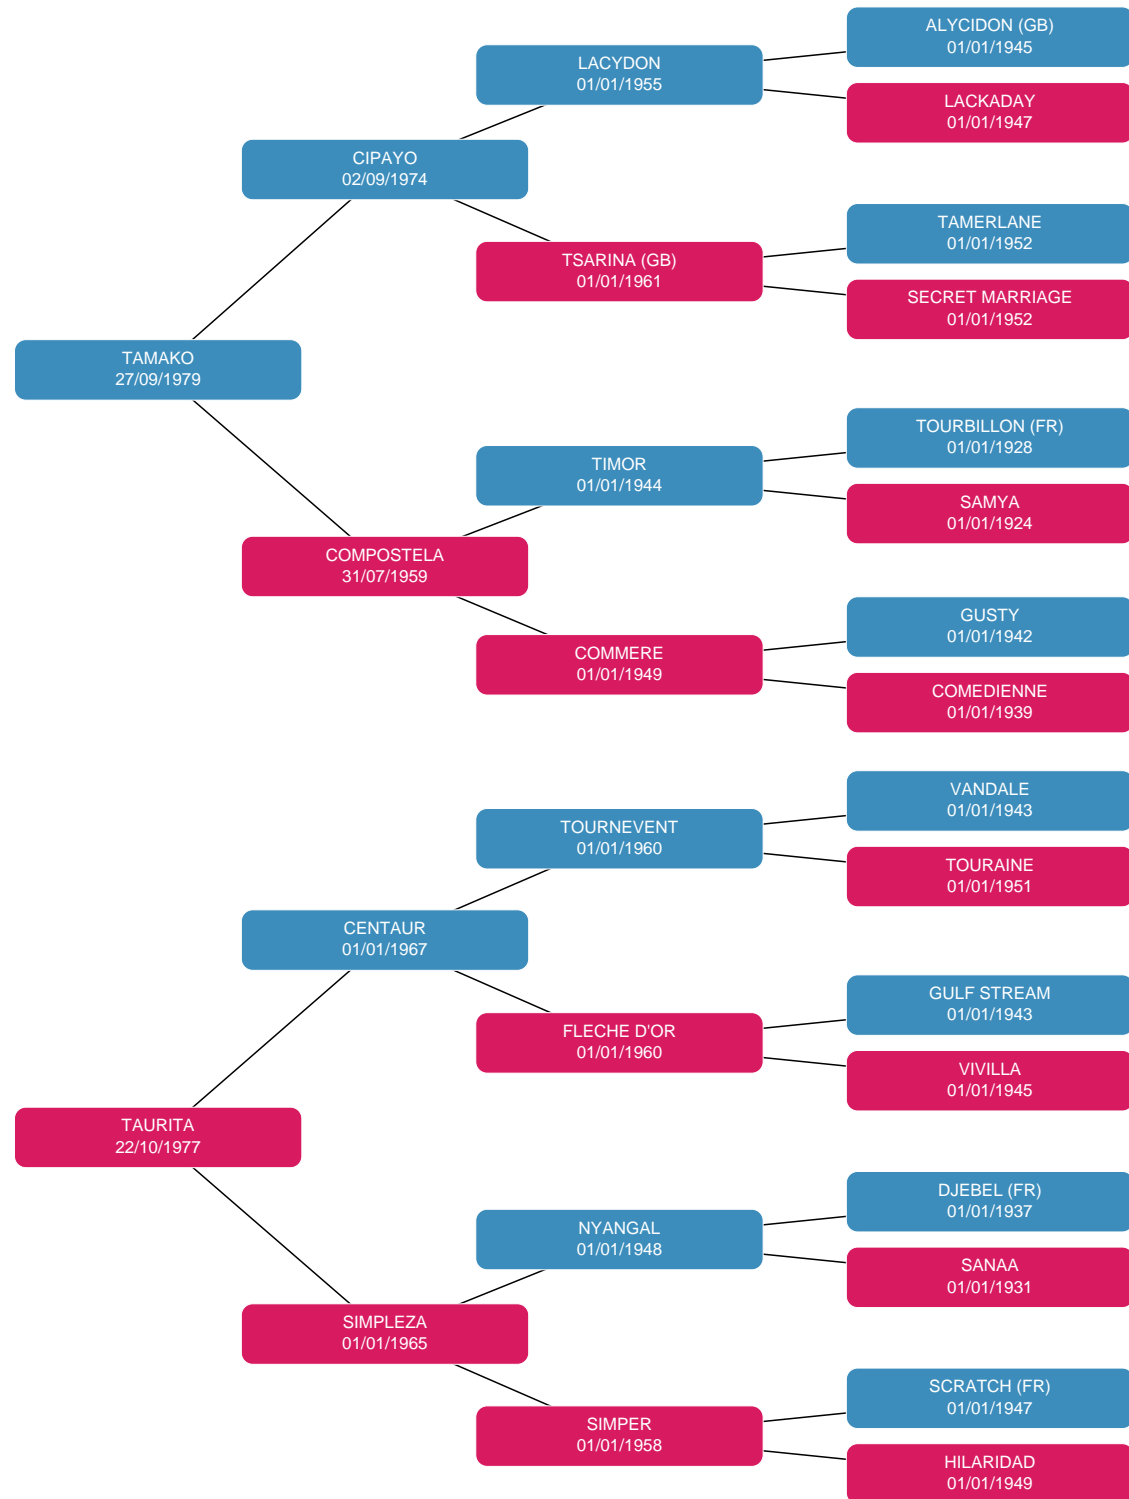 ALYCIDON (GB)
01/01/1945
LACYDON
01/01/1955
LACKADAY
01/01/1947
CIPAYO
02/09/1974
TAMERLANE
01/01/1952
TSARINA (GB)
01/01/1961
SECRET MARRIAGE
01/01/1952
TAMAKO
27/09/1979
TOURBILLON (FR)
01/01/1928
TIMOR
01/01/1944
SAMYA
01/01/1924
COMPOSTELA
31/07/1959
GUSTY
01/01/1942
COMMERE
01/01/1949
COMEDIENNE
01/01/1939
VANDALE
01/01/1943
TOURNEVENT
01/01/1960
TOURAINE
01/01/1951
CENTAUR
01/01/1967
GULF STREAM
01/01/1943
FLECHE D'OR
01/01/1960
VIVILLA
01/01/1945
TAURITA
22/10/1977
DJEBEL (FR)
01/01/1937
NYANGAL
01/01/1948
SANAA
01/01/1931
SIMPLEZA
01/01/1965
SCRATCH (FR)
01/01/1947
SIMPER
01/01/1958
HILARIDAD
01/01/1949